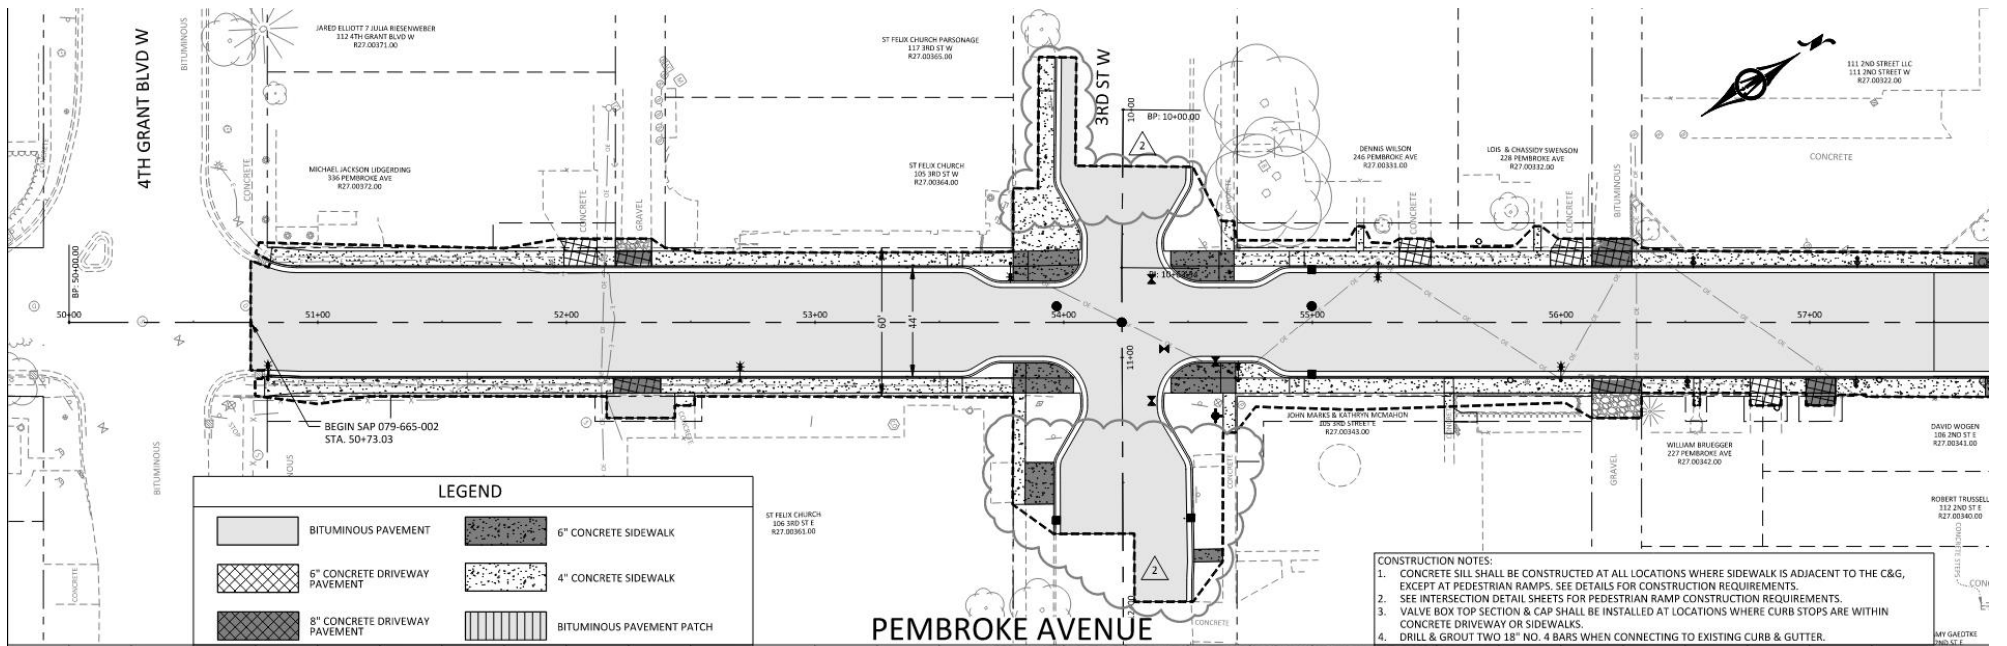 4TH GRANT BLVD W
BITUMINOUS
JARED ELLIOTT 7 JULIA RIESENWEBER
112 4TH GRANT BLVD W
R27.00371.00
ST FELIX CHURCH PARSONAGE
117 3RD ST W
R27.00365.00
3RD ST W
10+00
BP: 10+00.00
2
111 2ND STREET LLC
111 2ND STREET W
R27.00322.00
CONCRETE
MICHAEL JACKSON LIDGERDING
336 PEMBROKE AVE
R27.00372.00
ST FELIX CHURCH
105 3RD ST W
R27.00364.00
DENNIS WILSON
246 PEMBROKE AVE
R27.00331.00
LOIS & CHASSIDY SWENSON
228 PEMBROKE AVE
R27.00332.00
CONCRETE
CONCRETE
GRAVEL
CONCRETE
CONCRETE
CONCRETE
BITUMINOUS
BP: 50+00.00
50+00
51+00
52+00
53+00
54+00
55+00
56+00
57+00
60'
44'
11+00
BEGIN SAP 079-665-002
STA. 50+73.03
BITUMINOUS
STOP
CONCRETE
JOHN MARKS & KATHRYN MCMAHON
105 3RD STREET E
R27.00343.00
WILLIAM BRUEGGER
227 PEMBROKE AVE
R27.00342.00
GRAVEL
DAVID WOGEN
106 2ND ST E
R27.00341.00
ROBERT TRUSSELL
112 2ND ST E
R27.00340.00
CONCRETE STEPS
ST FELIX CHURCH
106 3RD ST E
R27.00361.00
2
CONCRETE
CONCRETE
LEGEND
BITUMINOUS PAVEMENT
6" CONCRETE SIDEWALK
6" CONCRETE DRIVEWAY
PAVEMENT
4" CONCRETE SIDEWALK
8" CONCRETE DRIVEWAY
PAVEMENT
BITUMINOUS PAVEMENT PATCH
PEMBROKE AVENUE
CONSTRUCTION NOTES:
1. CONCRETE SILL SHALL BE CONSTRUCTED AT ALL LOCATIONS WHERE SIDEWALK IS ADJACENT TO THE C&G,
EXCEPT AT PEDESTRIAN RAMPS. SEE DETAILS FOR CONSTRUCTION REQUIREMENTS.
2. SEE INTERSECTION DETAIL SHEETS FOR PEDESTRIAN RAMP CONSTRUCTION REQUIREMENTS.
3. VALVE BOX TOP SECTION & CAP SHALL BE INSTALLED AT LOCATIONS WHERE CURB STOPS ARE WITHIN
CONCRETE DRIVEWAY OR SIDEWALKS.
4. DRILL & GROUT TWO 18" NO. 4 BARS WHEN CONNECTING TO EXISTING CURB & GUTTER.